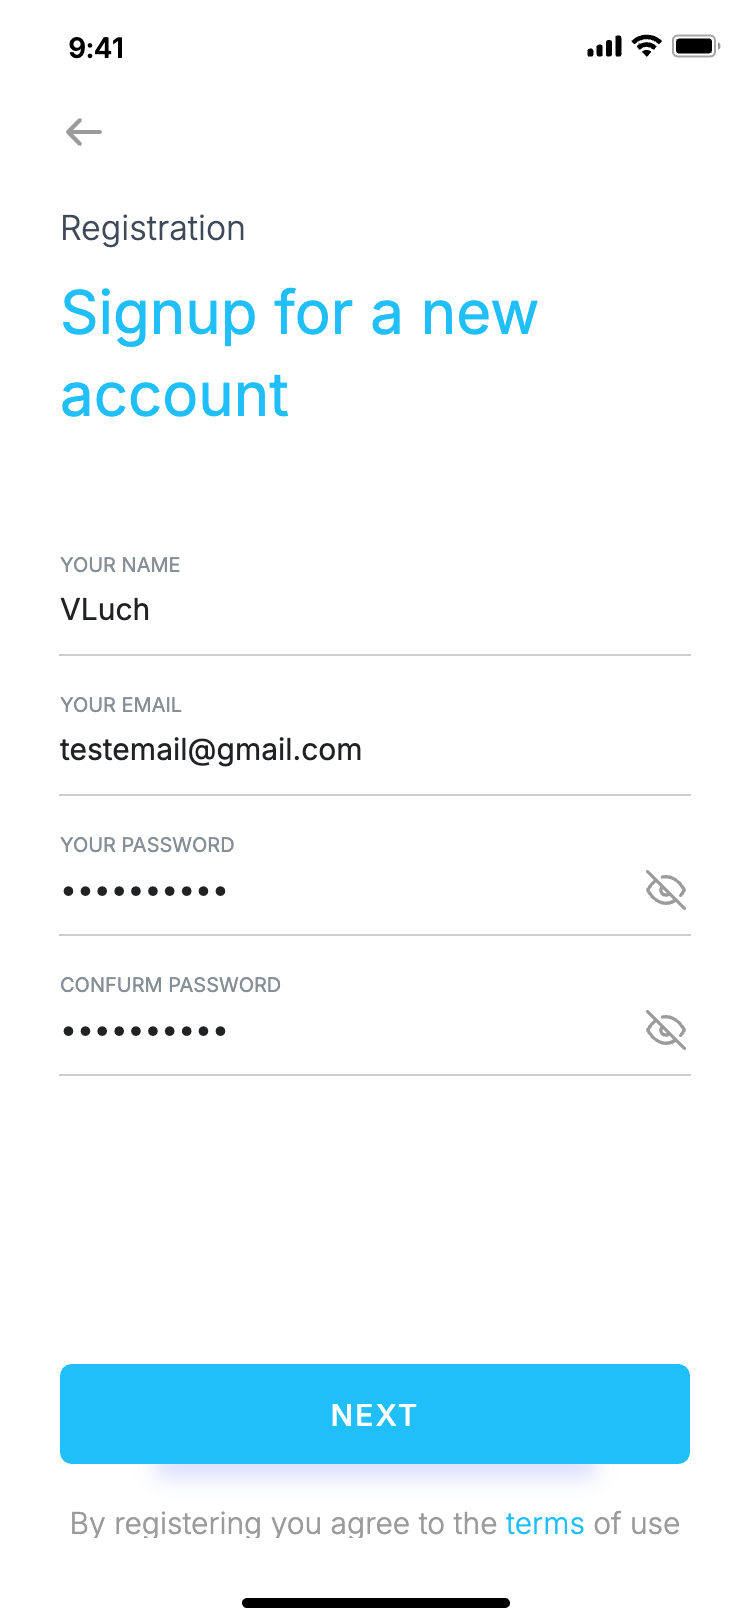 9:41
Registration
Signup for a new
account
YOUR NAME
VLuch
YOUR EMAIL
testemail@gmail.com
YOUR PASSWORD
••••••••••
CONFURM PASSWORD
••••••••••
NEXT
By registering you agree to the terms of use